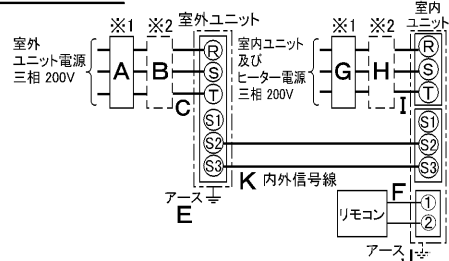 ※1 ※2 室外ユニット
室外
ユニット電源
三相 200V
A
B
C
R
S
T
S1
S2
S3
アース
E
※1 ※2 室内
ユニット
室内ユニット
及び
ヒーター電源
三相 200V
G
H
I
R
S
T
S1
S2
S3
K 内外信号線
F
リモコン
①
②
アース
J